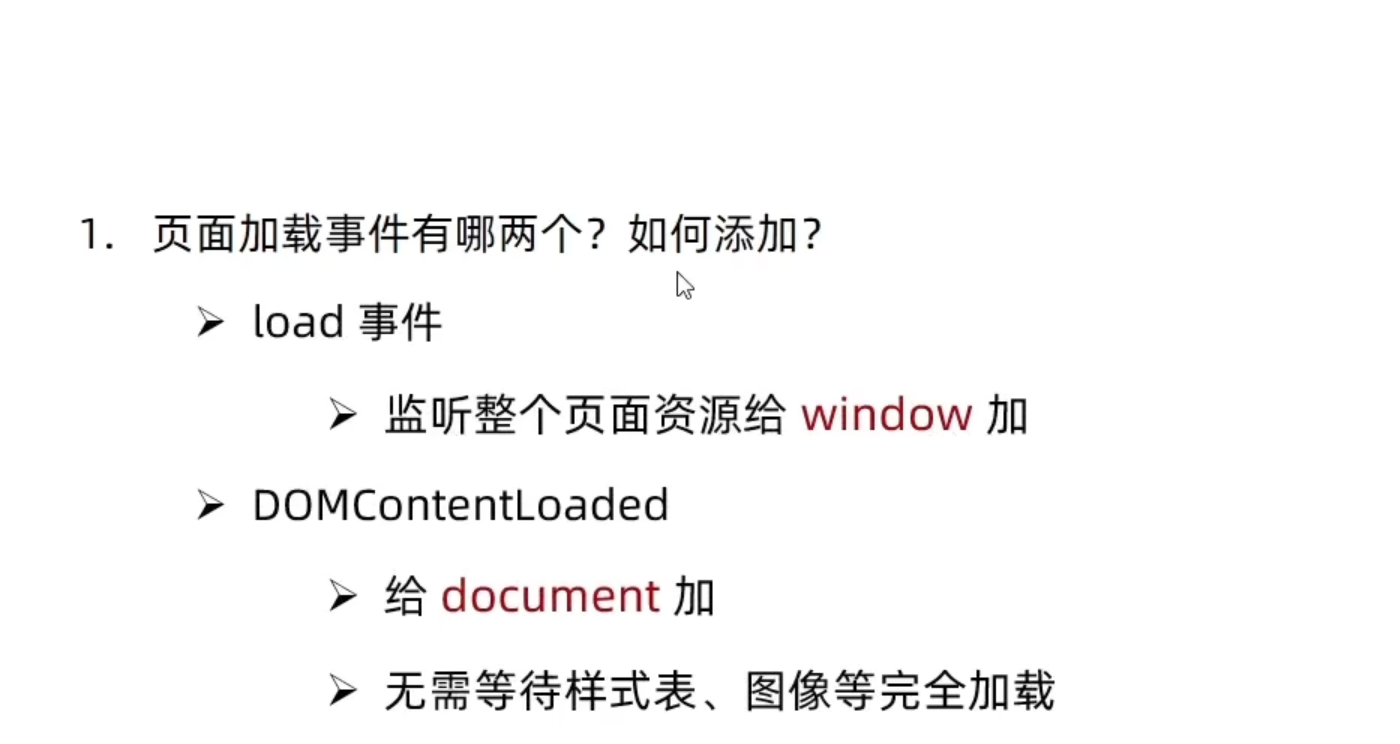 1. 页面加载事件有哪两个？如何添加？
➢ load 事件
➢ 监听整个页面资源给 window 加
➢ DOMContentLoaded
➢ 给 document 加
➢ 无需等待样式表、图像等完全加载